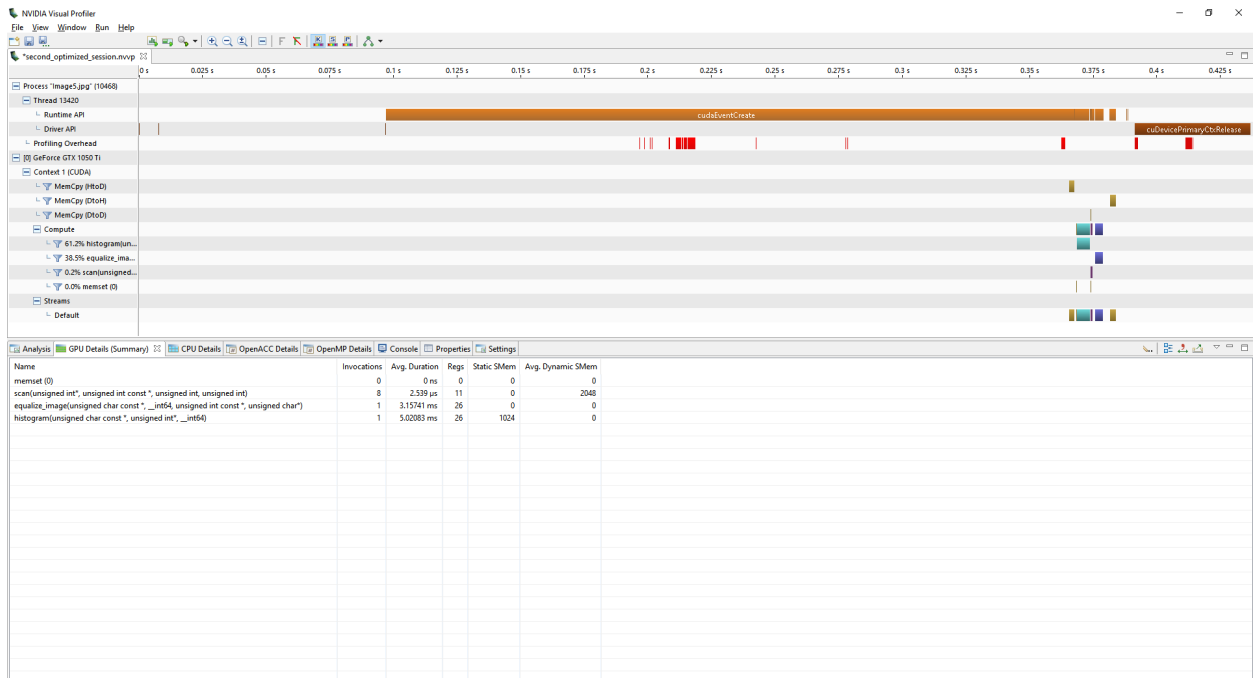 NVIDIA Visual Profiler
File View Window Run Help
*second_optimized_session.nvvp
0 s 0.025 s 0.05 s 0.075 s 0.1 s 0.125 s 0.15 s 0.175 s 0.2 s 0.225 s 0.25 s 0.275 s 0.3 s 0.325 s 0.35 s 0.375 s 0.4 s 0.425 s
Process "Image5.jpg" (10468)
Thread 13420
Runtime API cudaEventCreate
Driver API cuDevicePrimaryCtxRelease
Profiling Overhead
[0] GeForce GTX 1050 Ti
Context 1 (CUDA)
MemCpy (HtoD)
MemCpy (DtoH)
MemCpy (DtoD)
Compute
61.2% histogram(un...
38.5% equalize_ima...
0.2% scan(unsigned...
0.0% memset (0)
Streams
Default
Analysis GPU Details (Summary) CPU Details OpenACC Details OpenMP Details Console Properties Settings
Name Invocations Avg. Duration Regs Static SMem Avg. Dynamic SMem
memset (0) 0 0 ns 0 0 0
scan(unsigned int*, unsigned int const *, unsigned int, unsigned int) 8 2.539 µs 11 0 2048
equalize_image(unsigned char const *, __int64, unsigned int const *, unsigned char*) 1 3.15741 ms 26 0 0
histogram(unsigned char const *, unsigned int*, __int64) 1 5.02083 ms 26 1024 0